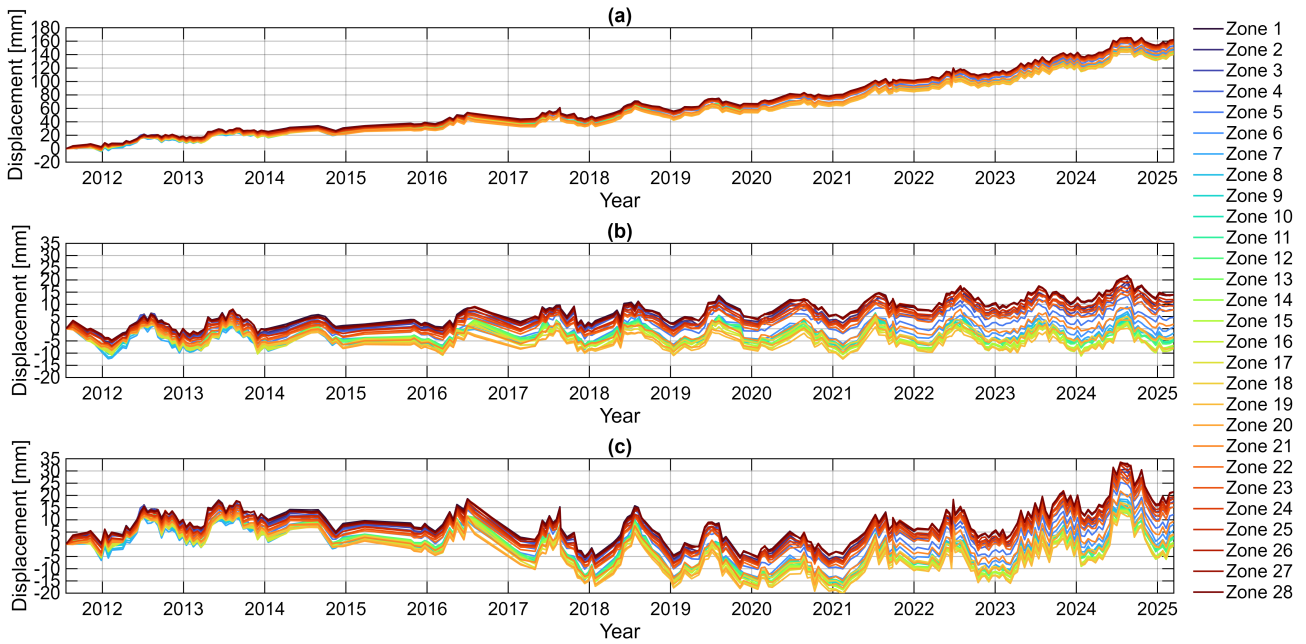 (a)
Displacement [mm]
180
160
140
120
100
80
60
40
20
0
-20
2012 2013 2014 2015 2016 2017 2018 2019 2020 2021 2022 2023 2024 2025
Year
(b)
Displacement [mm]
35
30
25
20
15
10
5
0
-5
-10
-15
-20
2012 2013 2014 2015 2016 2017 2018 2019 2020 2021 2022 2023 2024 2025
Year
(c)
Displacement [mm]
35
30
25
20
15
10
5
0
-5
-10
-15
-20
2012 2013 2014 2015 2016 2017 2018 2019 2020 2021 2022 2023 2024 2025
Year
Zone 1
Zone 2
Zone 3
Zone 4
Zone 5
Zone 6
Zone 7
Zone 8
Zone 9
Zone 10
Zone 11
Zone 12
Zone 13
Zone 14
Zone 15
Zone 16
Zone 17
Zone 18
Zone 19
Zone 20
Zone 21
Zone 22
Zone 23
Zone 24
Zone 25
Zone 26
Zone 27
Zone 28